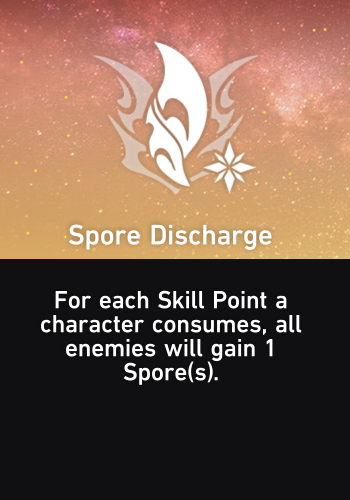 Spore Discharge
For each Skill Point a
character consumes, all
enemies will gain 1
Spore(s).